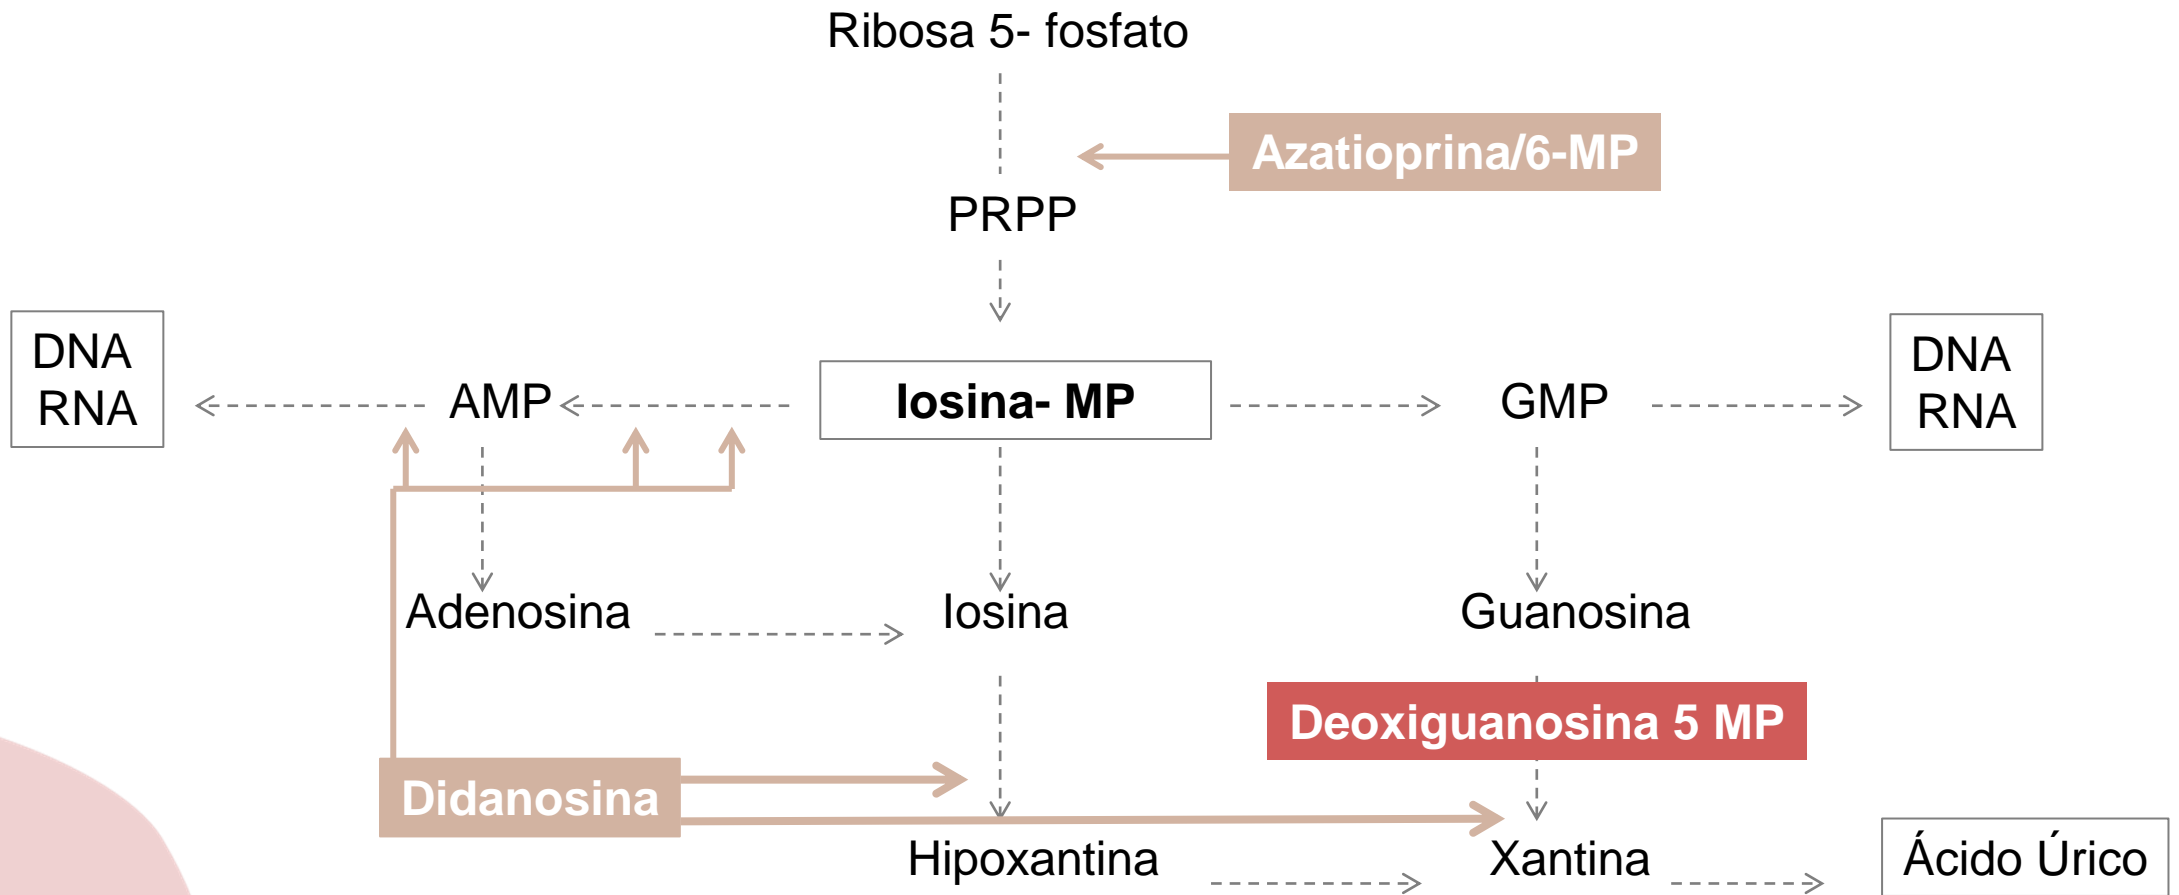 Ribosa 5- fosfato
Azatioprina/6-MP
PRPP
DNA
RNA
AMP
Iosina- MP
GMP
DNA
RNA
Adenosina
Iosina
Guanosina
Deoxiguanosina 5 MP
Didanosina
Hipoxantina
Xantina
Ácido Úrico